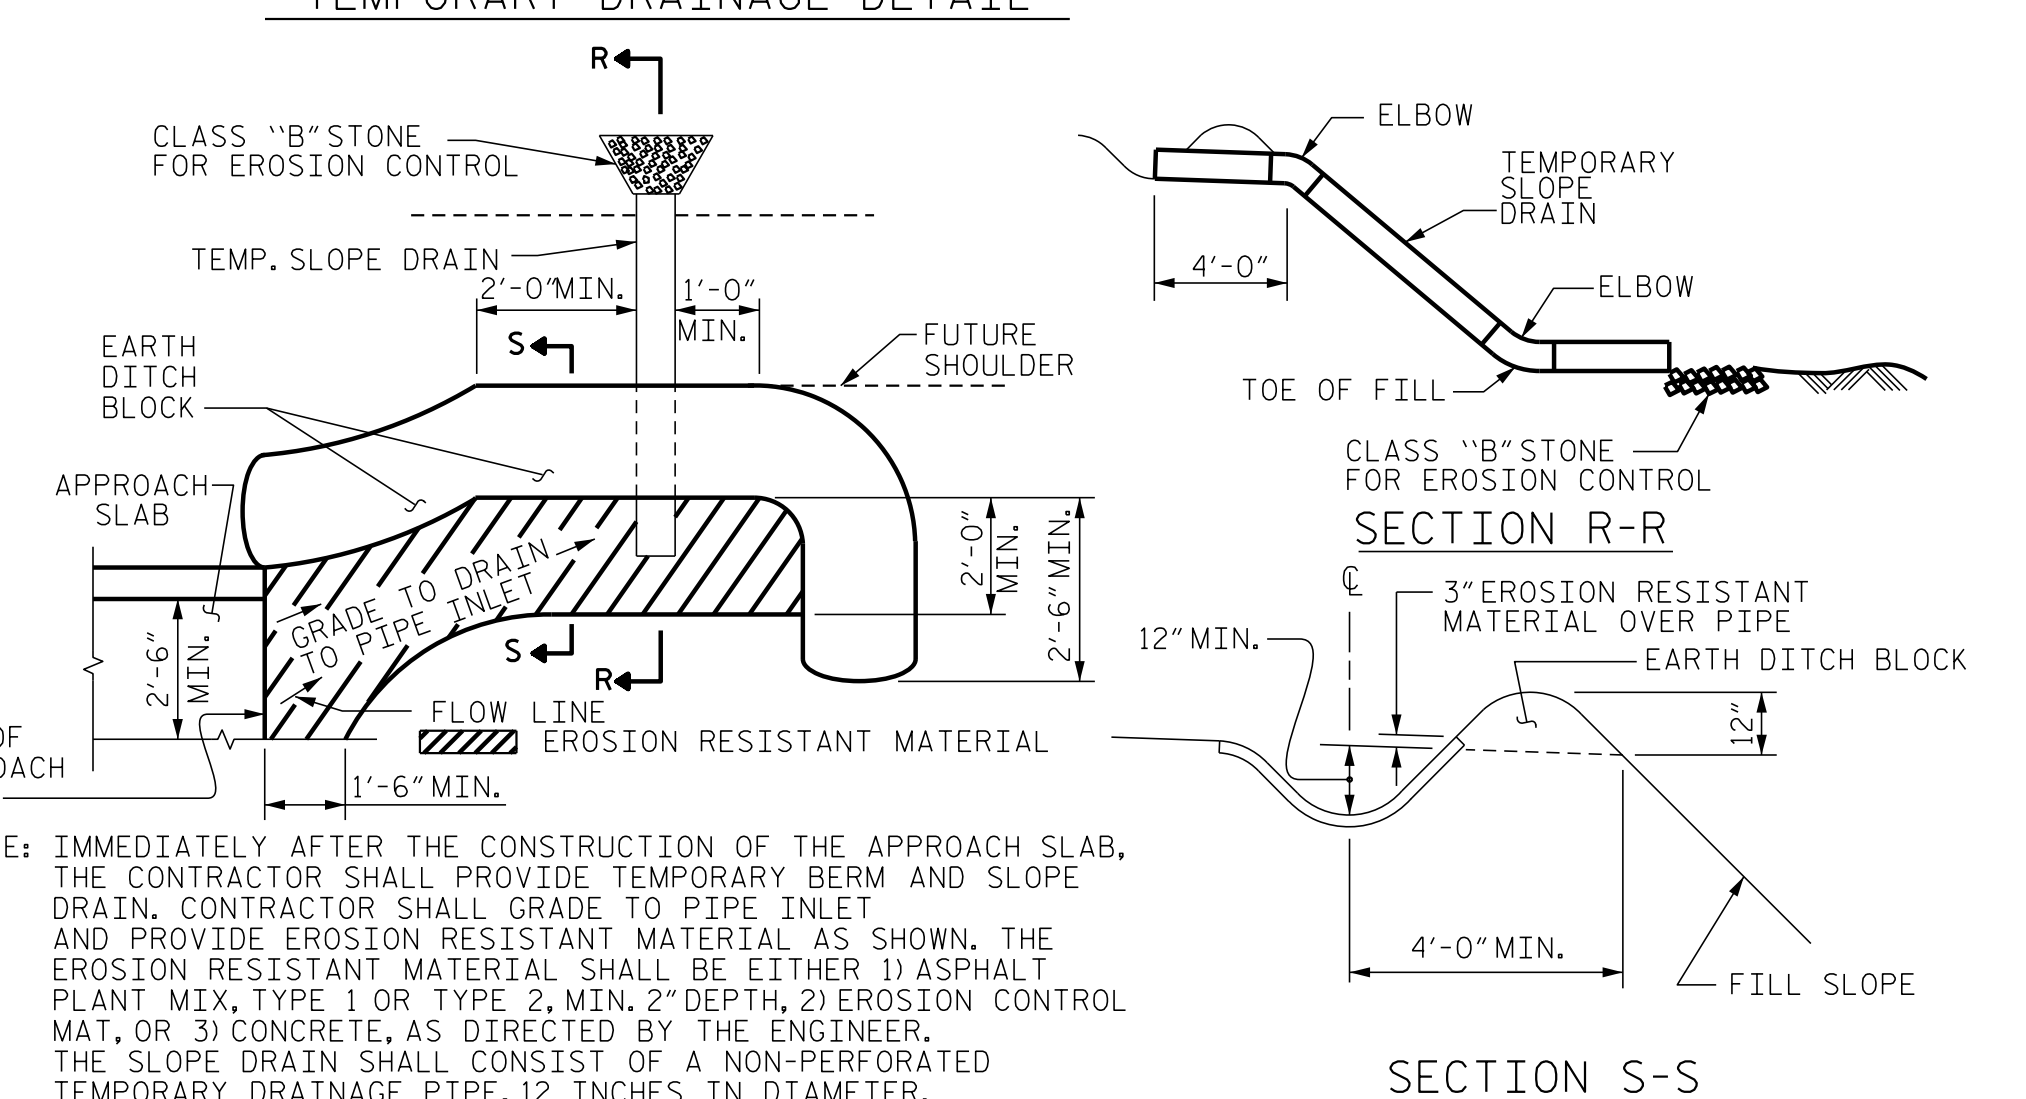 TEMPORARY DRAINAGE DETAIL
R
CLASS ``B" STONE
FOR EROSION CONTROL
TEMP. SLOPE DRAIN
2'-0" MIN.
1'-0"
MIN.
S
EARTH
DITCH
BLOCK
FUTURE
SHOULDER
APPROACH
SLAB
GRADE TO DRAIN
TO PIPE INLET
2'-0"
MIN.
2'-6" MIN.
2'-6"
MIN.
S
R
FLOW LINE
EROSION RESISTANT MATERIAL
OF
OACH
1'-6" MIN.
E: IMMEDIATELY AFTER THE CONSTRUCTION OF THE APPROACH SLAB,
THE CONTRACTOR SHALL PROVIDE TEMPORARY BERM AND SLOPE
DRAIN. CONTRACTOR SHALL GRADE TO PIPE INLET
AND PROVIDE EROSION RESISTANT MATERIAL AS SHOWN. THE
EROSION RESISTANT MATERIAL SHALL BE EITHER 1) ASPHALT
PLANT MIX, TYPE 1 OR TYPE 2, MIN. 2" DEPTH, 2) EROSION CONTROL
MAT, OR 3) CONCRETE, AS DIRECTED BY THE ENGINEER.
THE SLOPE DRAIN SHALL CONSIST OF A NON-PERFORATED
TEMPORARY DRAINAGE PIPE, 12 INCHES IN DIAMETER.
ELBOW
TEMPORARY
SLOPE
DRAIN
4'-0"
ELBOW
TOE OF FILL
CLASS ``B" STONE
FOR EROSION CONTROL
SECTION R-R
℄
3" EROSION RESISTANT
MATERIAL OVER PIPE
12" MIN.
EARTH DITCH BLOCK
12"
4'-0" MIN.
FILL SLOPE
SECTION S-S